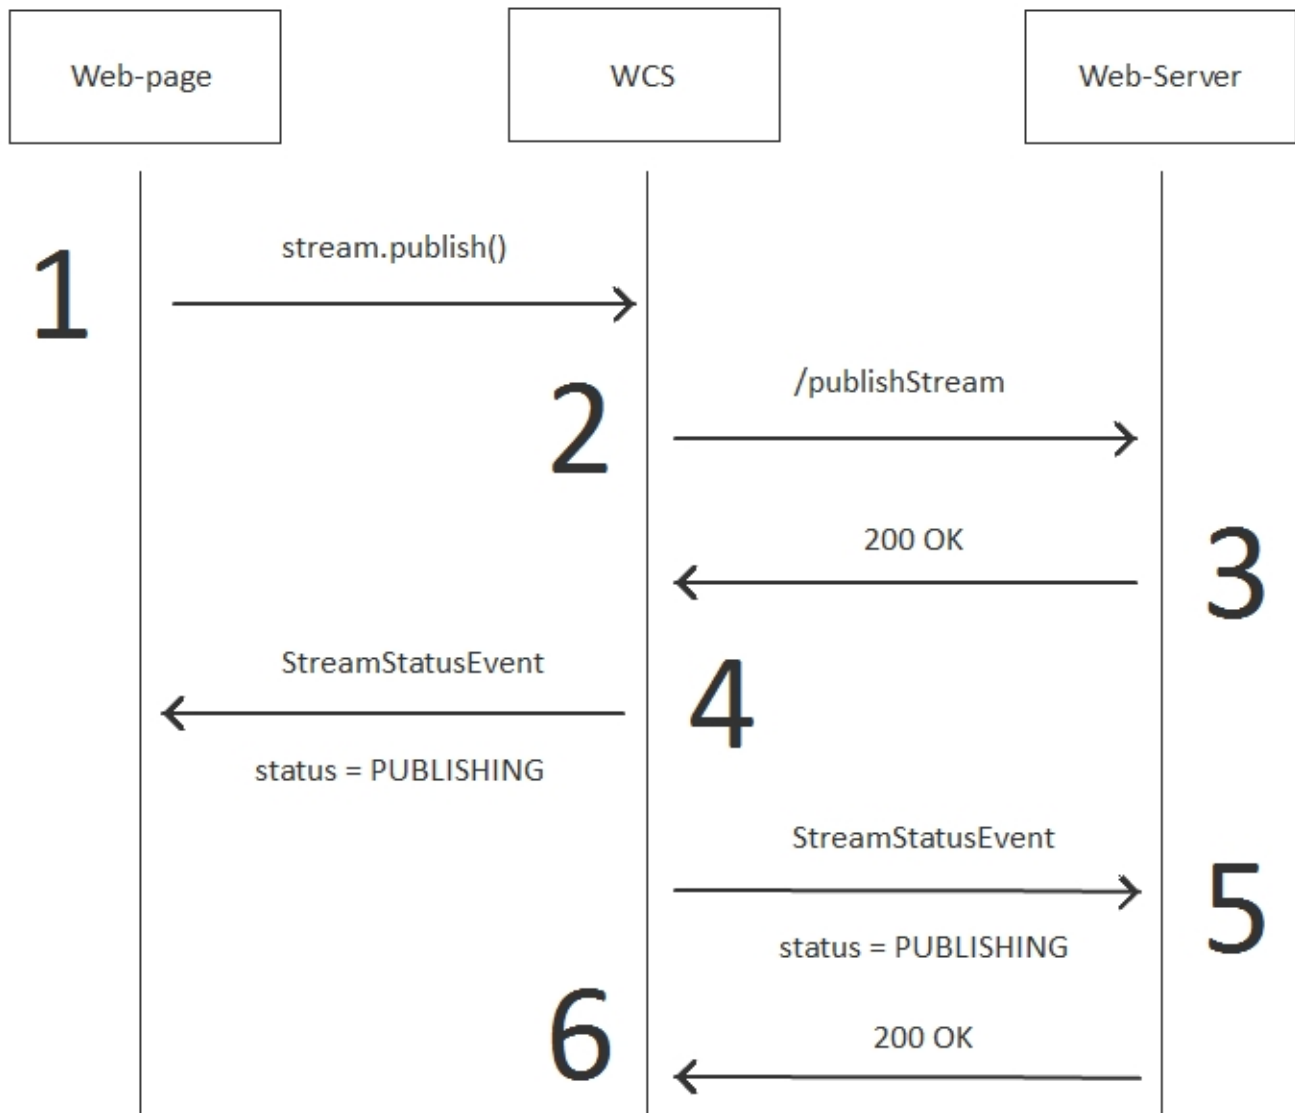 Web-page
WCS
Web-Server
1
stream.publish()
2
/publishStream
200 OK
3
StreamStatusEvent
4
status = PUBLISHING
StreamStatusEvent
5
status = PUBLISHING
6
200 OK